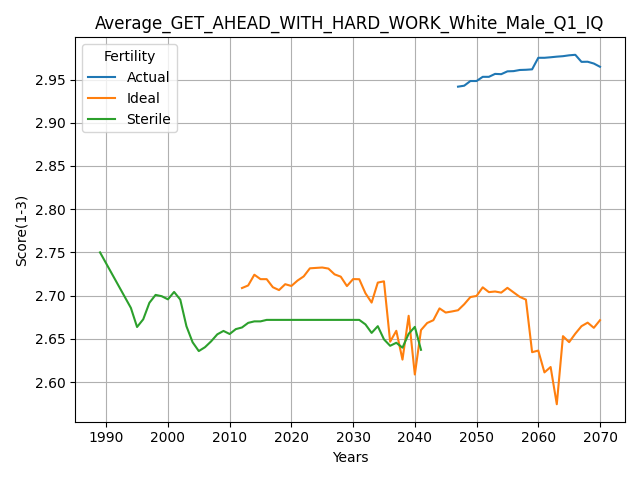 Average_GET_AHEAD_WITH_HARD_WORK_White_Male_Q1_IQ
Fertility
Actual
Ideal
Sterile
Score(1-3)
2.95
2.90
2.85
2.80
2.75
2.70
2.65
2.60
1990 2000 2010 2020 2030 2040 2050 2060 2070
Years